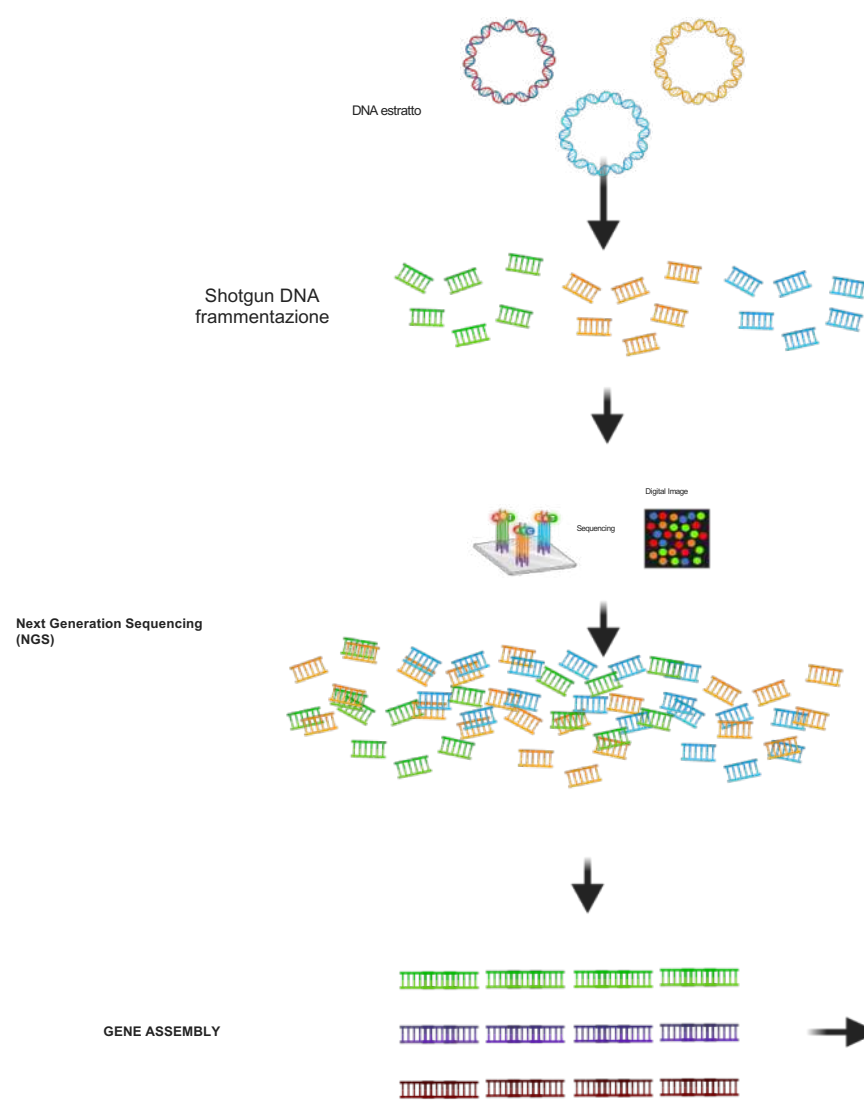 DNA estratto
Shotgun DNA
frammentazione
Digital Image
Sequencing
Next Generation Sequencing
(NGS)
GENE ASSEMBLY